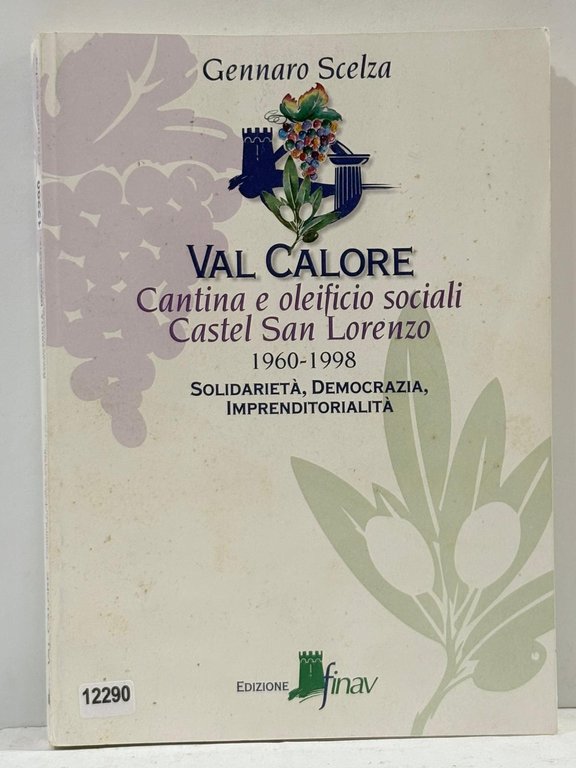 Gennaro Scelza
VAL CALORE
Cantina e oleificio sociali
Castel San Lorenzo
1960-1998
SOLIDARIETÀ, DEMOCRAZIA,
IMPRENDITORIALITÀ
EDIZIONE finav
12290